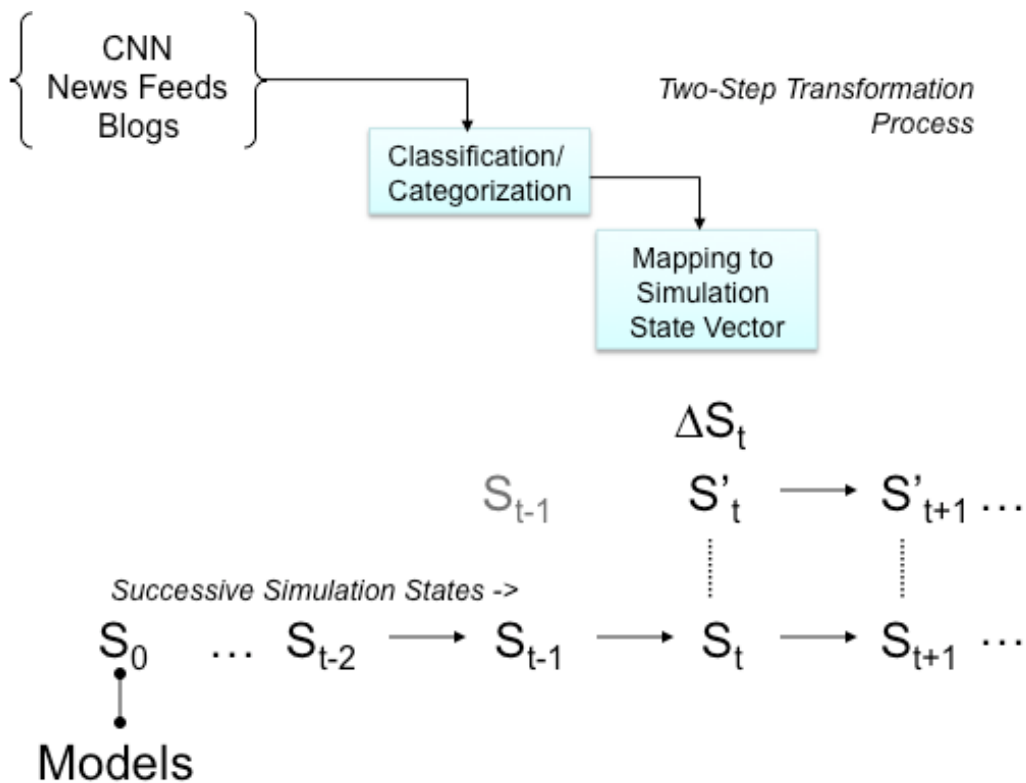 CNN
News Feeds
Blogs
Two-Step Transformation
Process
Classification/
Categorization
Mapping to
Simulation
State Vector
ΔSt
St-1 S’t S’t+1 …
Successive Simulation States ->
S0 … St-2 St-1 St St+1 …
Models